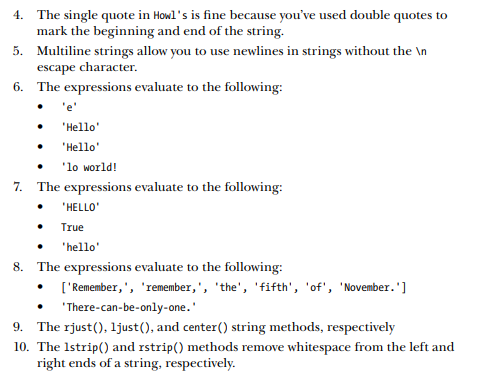 4. The single quote in Howl's is fine because you've used double quotes to
mark the beginning and end of the string.
5. Multiline strings allow you to use newlines in strings without the \n
escape character.
6. The expressions evaluate to the following:
• 'e'
• 'Hello'
• 'Hello'
• 'lo world!
7. The expressions evaluate to the following:
• 'HELLO'
• True
• 'hello'
8. The expressions evaluate to the following:
• ['Remember,', 'remember,', 'the', 'fifth', 'of', 'November.']
• 'There-can-be-only-one.'
9. The rjust(), ljust(), and center() string methods, respectively
10. The lstrip() and rstrip() methods remove whitespace from the left and
right ends of a string, respectively.